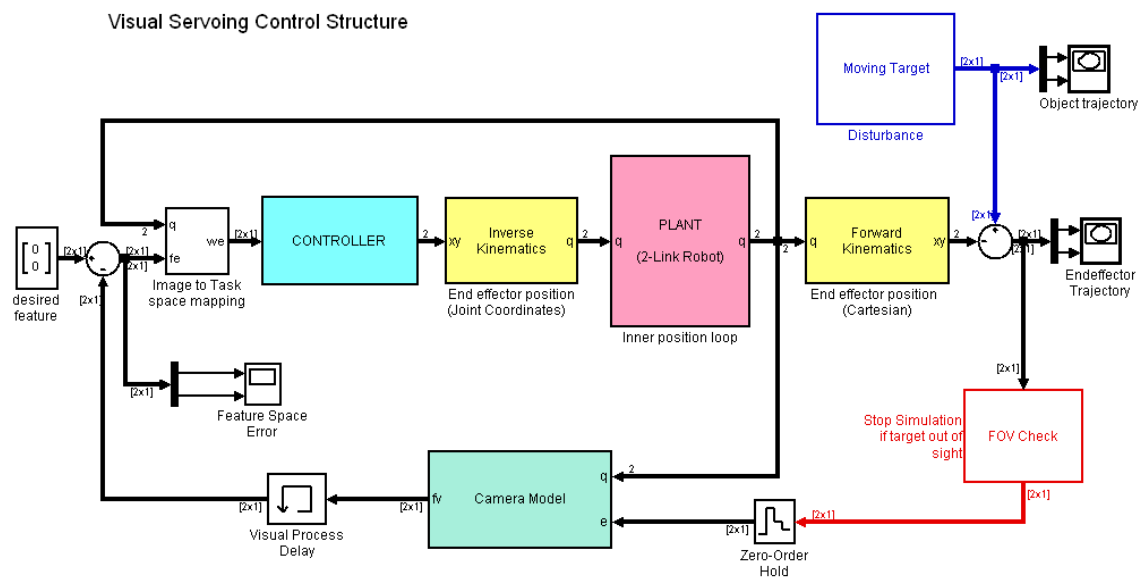 Visual Servoing Control Structure
Moving Target
[2x1]
[2x1]
Object trajectory
Disturbance
[2x1]
0
0
desired
feature
[2x1]
+
-
[2x1]
[2x1]
[2x1]
2
q
fe
we
Image to Task
space mapping
[2x1]
CONTROLLER
2
xy
Inverse
Kinematics
q
End effector position
(Joint Coordinates)
2
q
PLANT
(2-Link Robot)
q
Inner position loop
2
2
q
Forward
Kinematics
xy
End effector position
(Cartesian)
2
-
+
[2x1]
[2x1]
Endeffector
Trajectory
[2x1]
[2x1]
Feature Space
Error
Stop Simulation
if target out of
sight
FOV Check
[2x1]
[2x1]
Zero-Order
Hold
[2x1]
2
q
e
Camera Model
fv
[2x1]
Visual Process
Delay
[2x1]